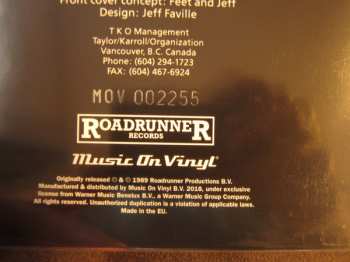 Front cover concept: Feet and Jeff
Design: Jeff Faville
T K O Management
Taylor/Karroll/Organization
Vancouver, B.C. Canada
Phone: (604) 294-1723
FAX: (604) 467-6924
MOV 002255
ROADRUNNER
RECORDS
Music On Vinyl
Originally released ℗ & © 1989 Roadrunner Productions B.V.
Manufactured & distributed by Music On Vinyl B.V. 2018, under exclusive
license from Warner Music Benelux B.V., a Warner Music Group Company.
All rights reserved. Unauthorized duplication is a violation of applicable laws.
Made in the EU.